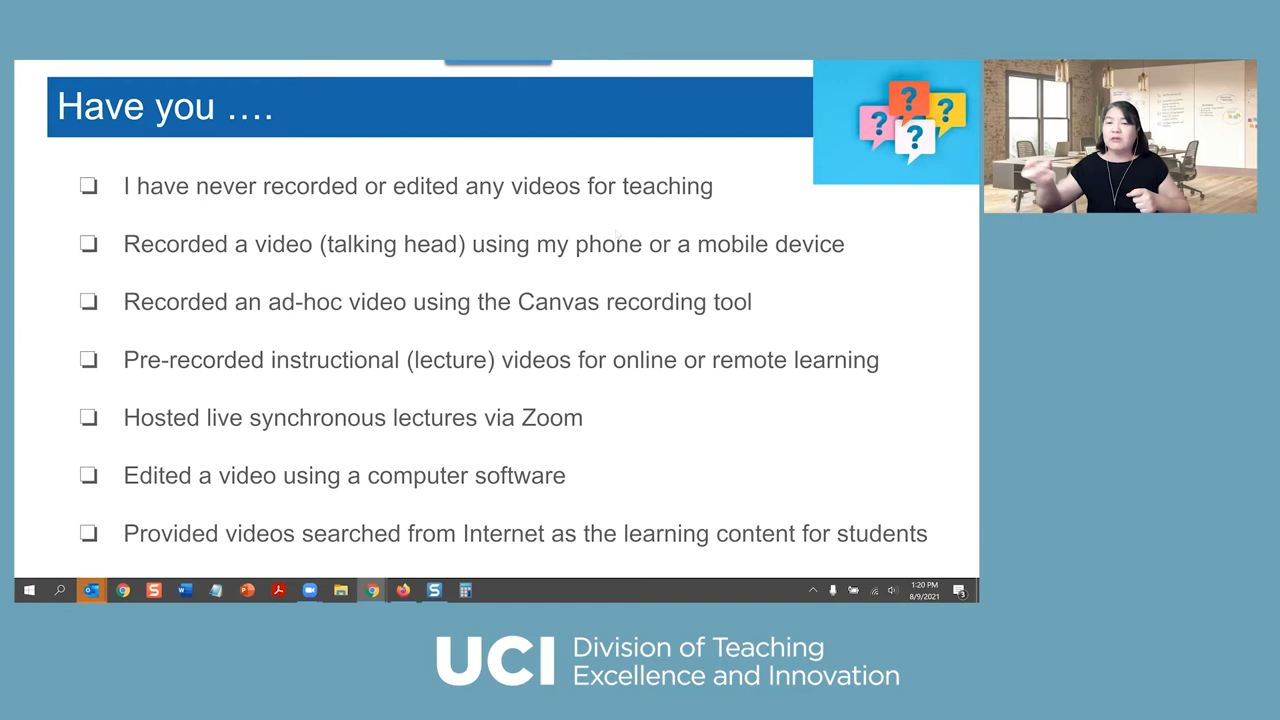 Have you ....
? ? ? ?
❏ I have never recorded or edited any videos for teaching
❏ Recorded a video (talking head) using my phone or a mobile device
❏ Recorded an ad-hoc video using the Canvas recording tool
❏ Pre-recorded instructional (lecture) videos for online or remote learning
❏ Hosted live synchronous lectures via Zoom
❏ Edited a video using a computer software
❏ Provided videos searched from Internet as the learning content for students
1:20 PM
8/9/2021
3
UCI Division of Teaching
Excellence and Innovation